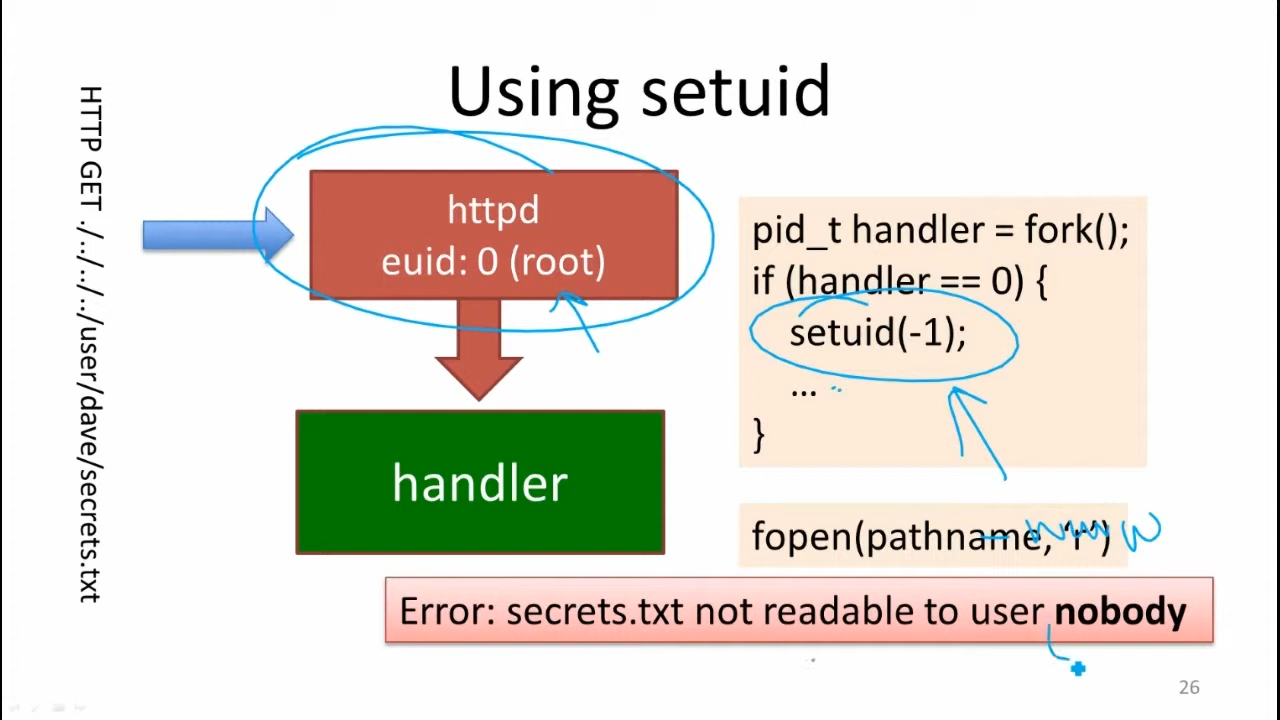 Using setuid
HTTP GET ./../../../user/dave/secrets.txt
httpd
euid: 0 (root)
handler
pid_t handler = fork();
if (handler == 0) {
setuid(-1);
...
}
fopen(pathname, 'r')
Error: secrets.txt not readable to user nobody
26